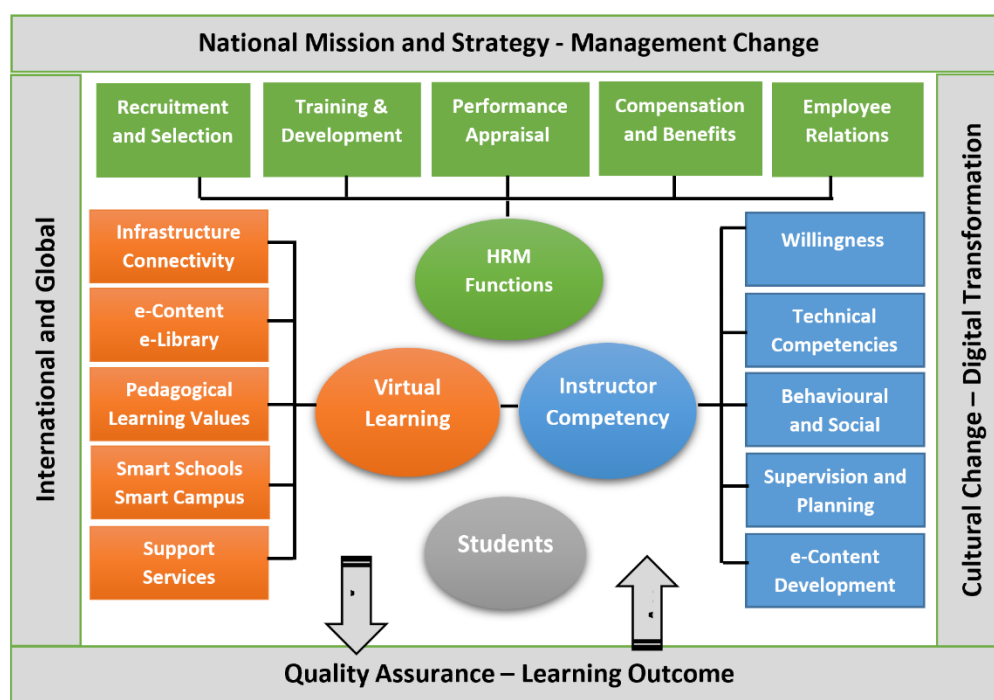 National Mission and Strategy - Management Change
International and Global
Recruitment
and Selection
Training &
Development
Performance
Appraisal
Compensation
and Benefits
Employee
Relations
Infrastructure
Connectivity
e-Content
e-Library
Pedagogical
Learning Values
Smart Schools
Smart Campus
Support
Services
HRM
Functions
Virtual
Learning
Instructor
Competency
Students
Willingness
Technical
Competencies
Behavioural
and Social
Supervision and
Planning
e-Content
Development
Cultural Change – Digital Transformation
Quality Assurance – Learning Outcome